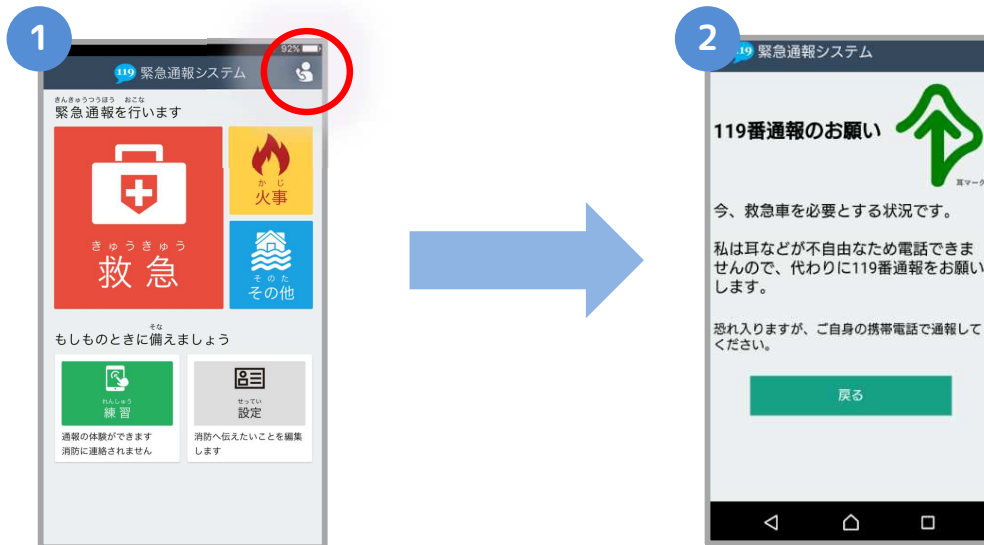 1
92%
119 緊急通報システム
きんきゅうつうほう おこな
緊急通報を行います
きゅうきゅう
救急
かじ
火事
そのた
その他
そな
もしものときに備えましょう
れんしゅう
練習
通報の体験ができます
消防に連絡されません
せってい
設定
消防へ伝えたいことを編集
します
2
119 緊急通報システム
119番通報のお願い
耳マーク
今、救急車を必要とする状況です。
私は耳などが不自由なため電話できま
せんので、代わりに119番通報をお願い
します。
恐れ入りますが、ご自身の携帯電話で通報して
ください。
戻る